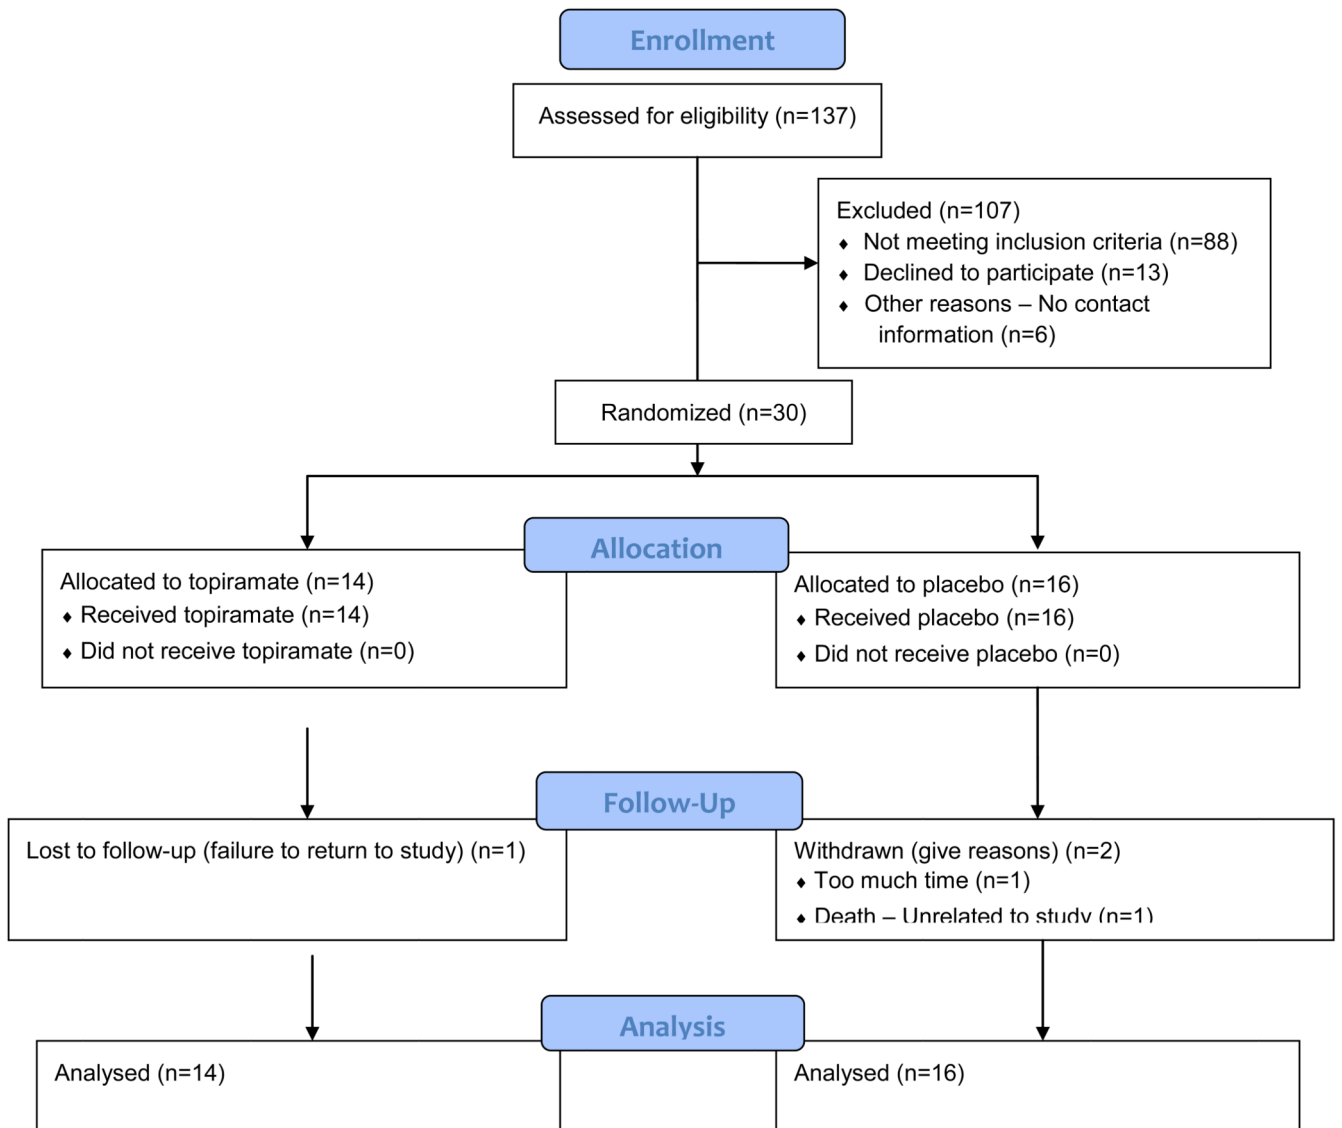 Enrollment
Assessed for eligibility (n=137)
Excluded (n=107)
♦ Not meeting inclusion criteria (n=88)
♦ Declined to participate (n=13)
♦ Other reasons – No contact
information (n=6)
Randomized (n=30)
Allocation
Allocated to topiramate (n=14)
♦ Received topiramate (n=14)
♦ Did not receive topiramate (n=0)
Allocated to placebo (n=16)
♦ Received placebo (n=16)
♦ Did not receive placebo (n=0)
Follow-Up
Lost to follow-up (failure to return to study) (n=1)
Withdrawn (give reasons) (n=2)
♦ Too much time (n=1)
♦ Death – Unrelated to study (n=1)
Analysis
Analysed (n=14)
Analysed (n=16)